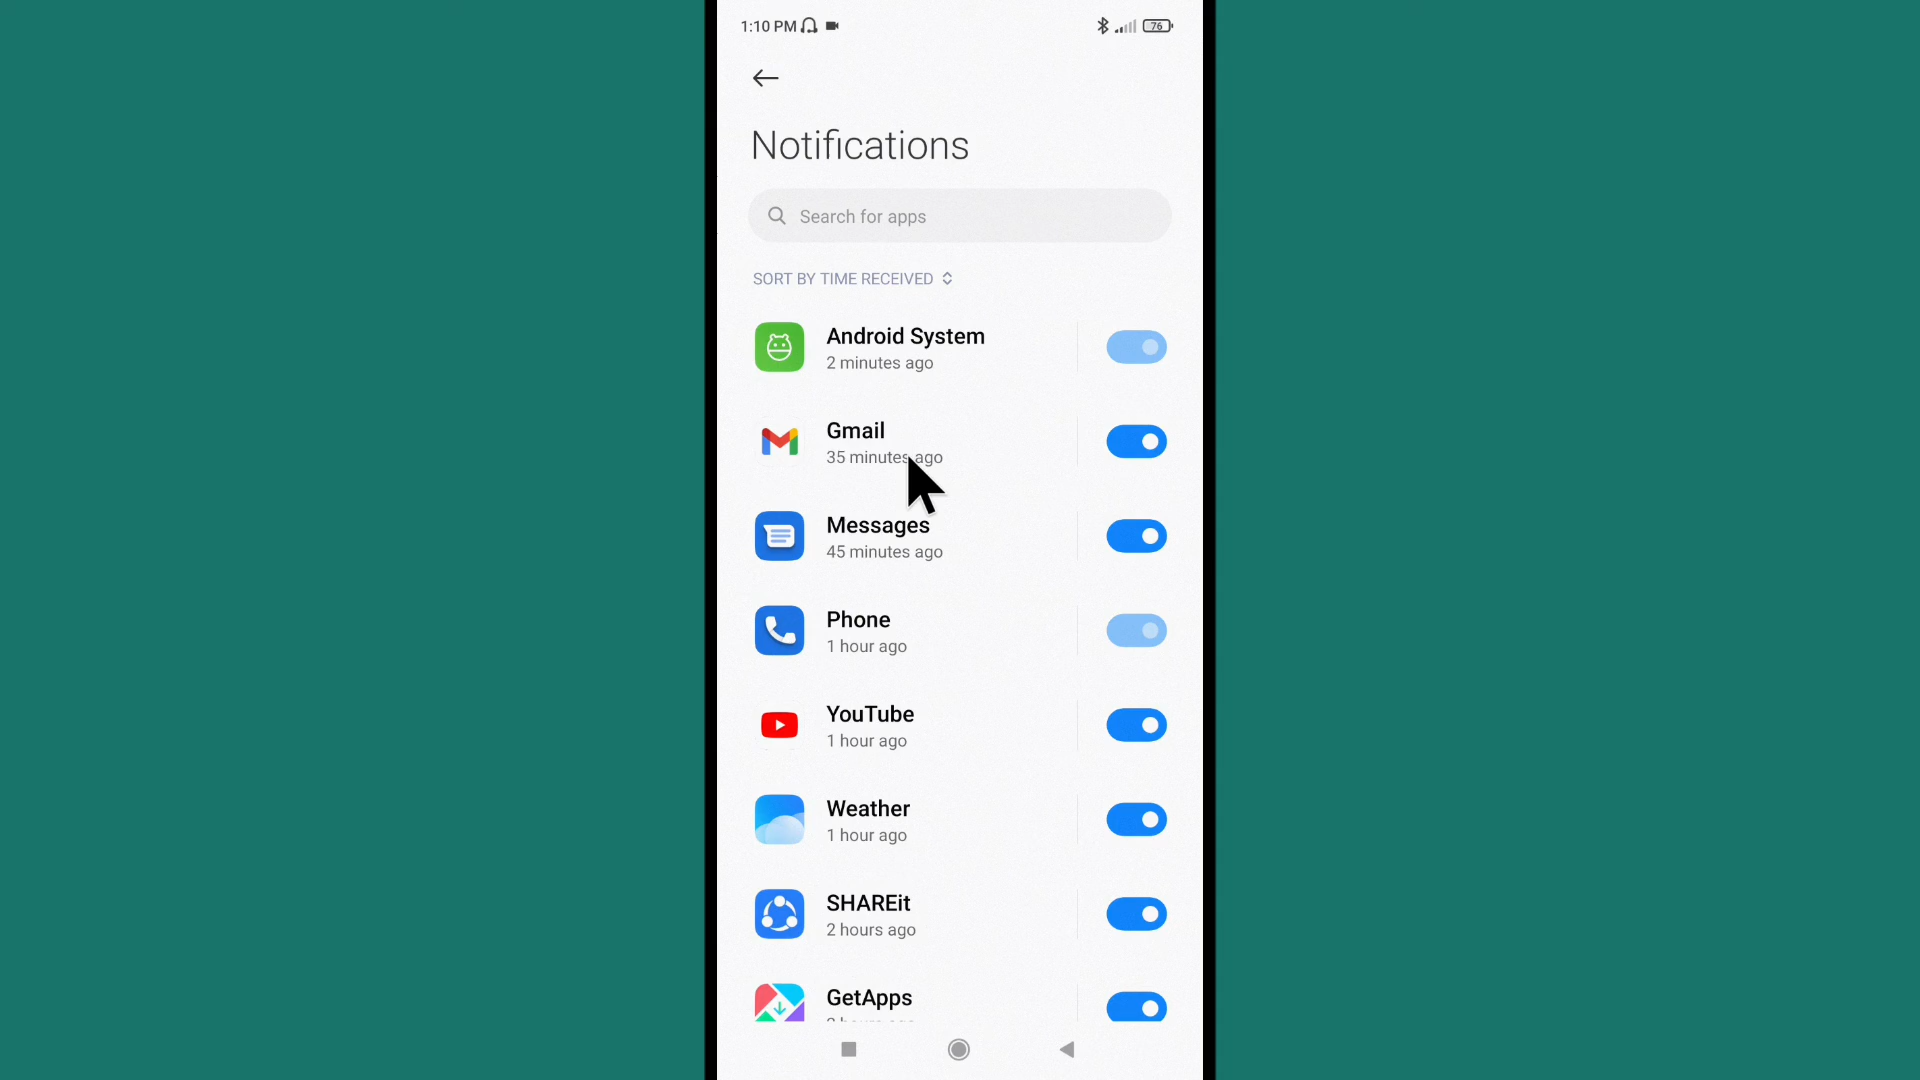 1:10 PM
76
Notifications
Search for apps
SORT BY TIME RECEIVED
Android System
2 minutes ago
Gmail
35 minutes ago
Messages
45 minutes ago
Phone
1 hour ago
YouTube
1 hour ago
Weather
1 hour ago
SHAREit
2 hours ago
GetApps